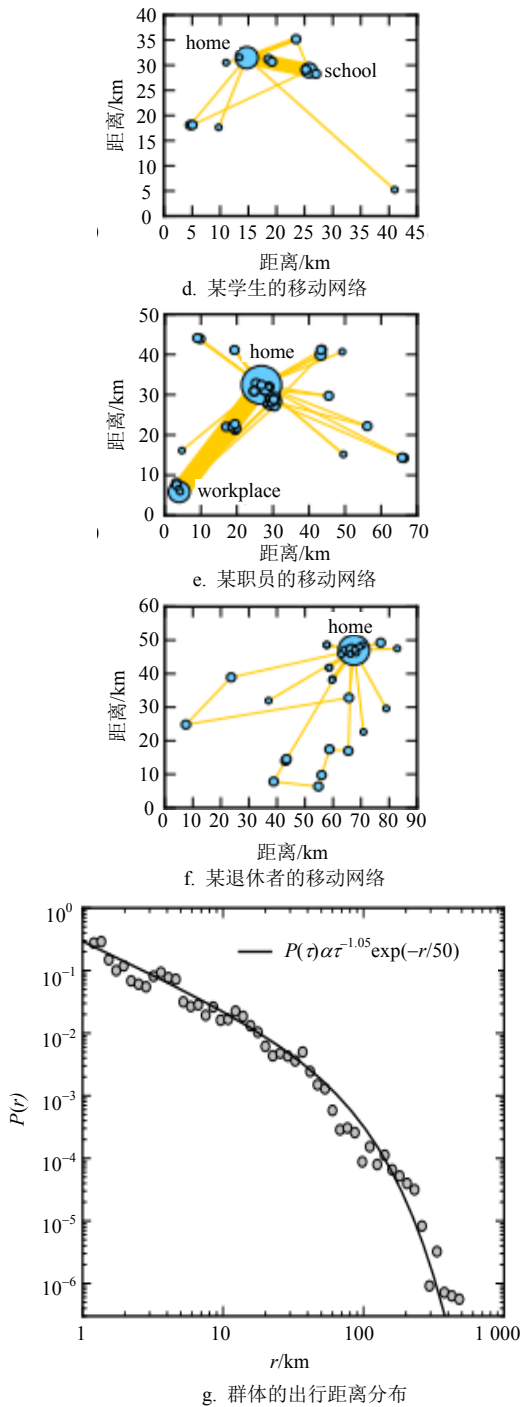 40
35
home
30
school
25
20
15
10
5
0
距离/km
0 5 10 15 20 25 30 35 40 45
距离/km
d. 某学生的移动网络
50
home
40
30
20
10
workplace
0
距离/km
0 10 20 30 40 50 60 70
距离/km
e. 某职员的移动网络
60
home
50
40
30
20
10
0
距离/km
0 10 20 30 40 50 60 70 80 90
距离/km
f. 某退休者的移动网络
10⁰
P(τ)ατ⁻¹·⁰⁵exp(−r/50)
10⁻¹
10⁻²
P(r)
10⁻³
10⁻⁴
10⁻⁵
10⁻⁶
1 10 100 1 000
r/km
g. 群体的出行距离分布